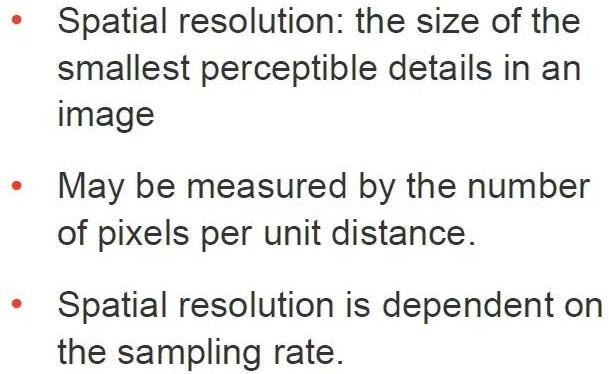 • Spatial resolution: the size of the
smallest perceptible details in an
image
• May be measured by the number
of pixels per unit distance.
• Spatial resolution is dependent on
the sampling rate.